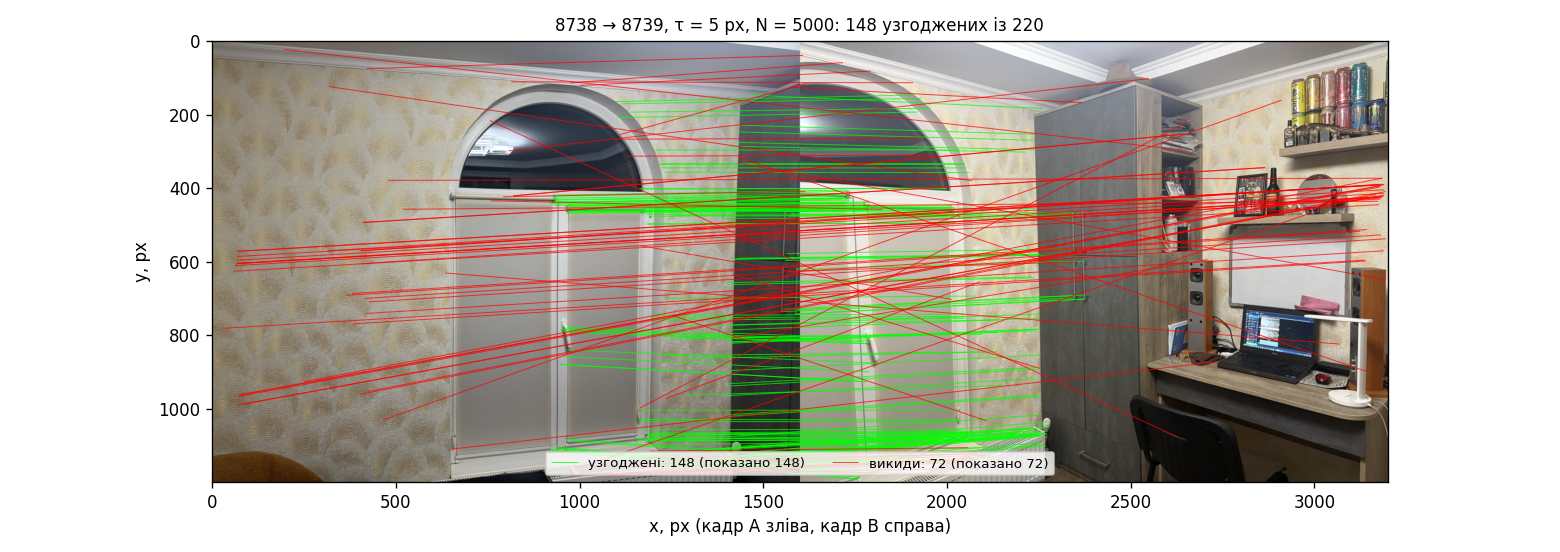 8738 → 8739, τ = 5 px, N = 5000: 148 узгоджених із 220
0
200
400
600
800
1000
y, px
узгоджені: 148 (показано 148)
викиди: 72 (показано 72)
0
500
1000
1500
2000
2500
3000
x, px (кадр A зліва, кадр B справа)